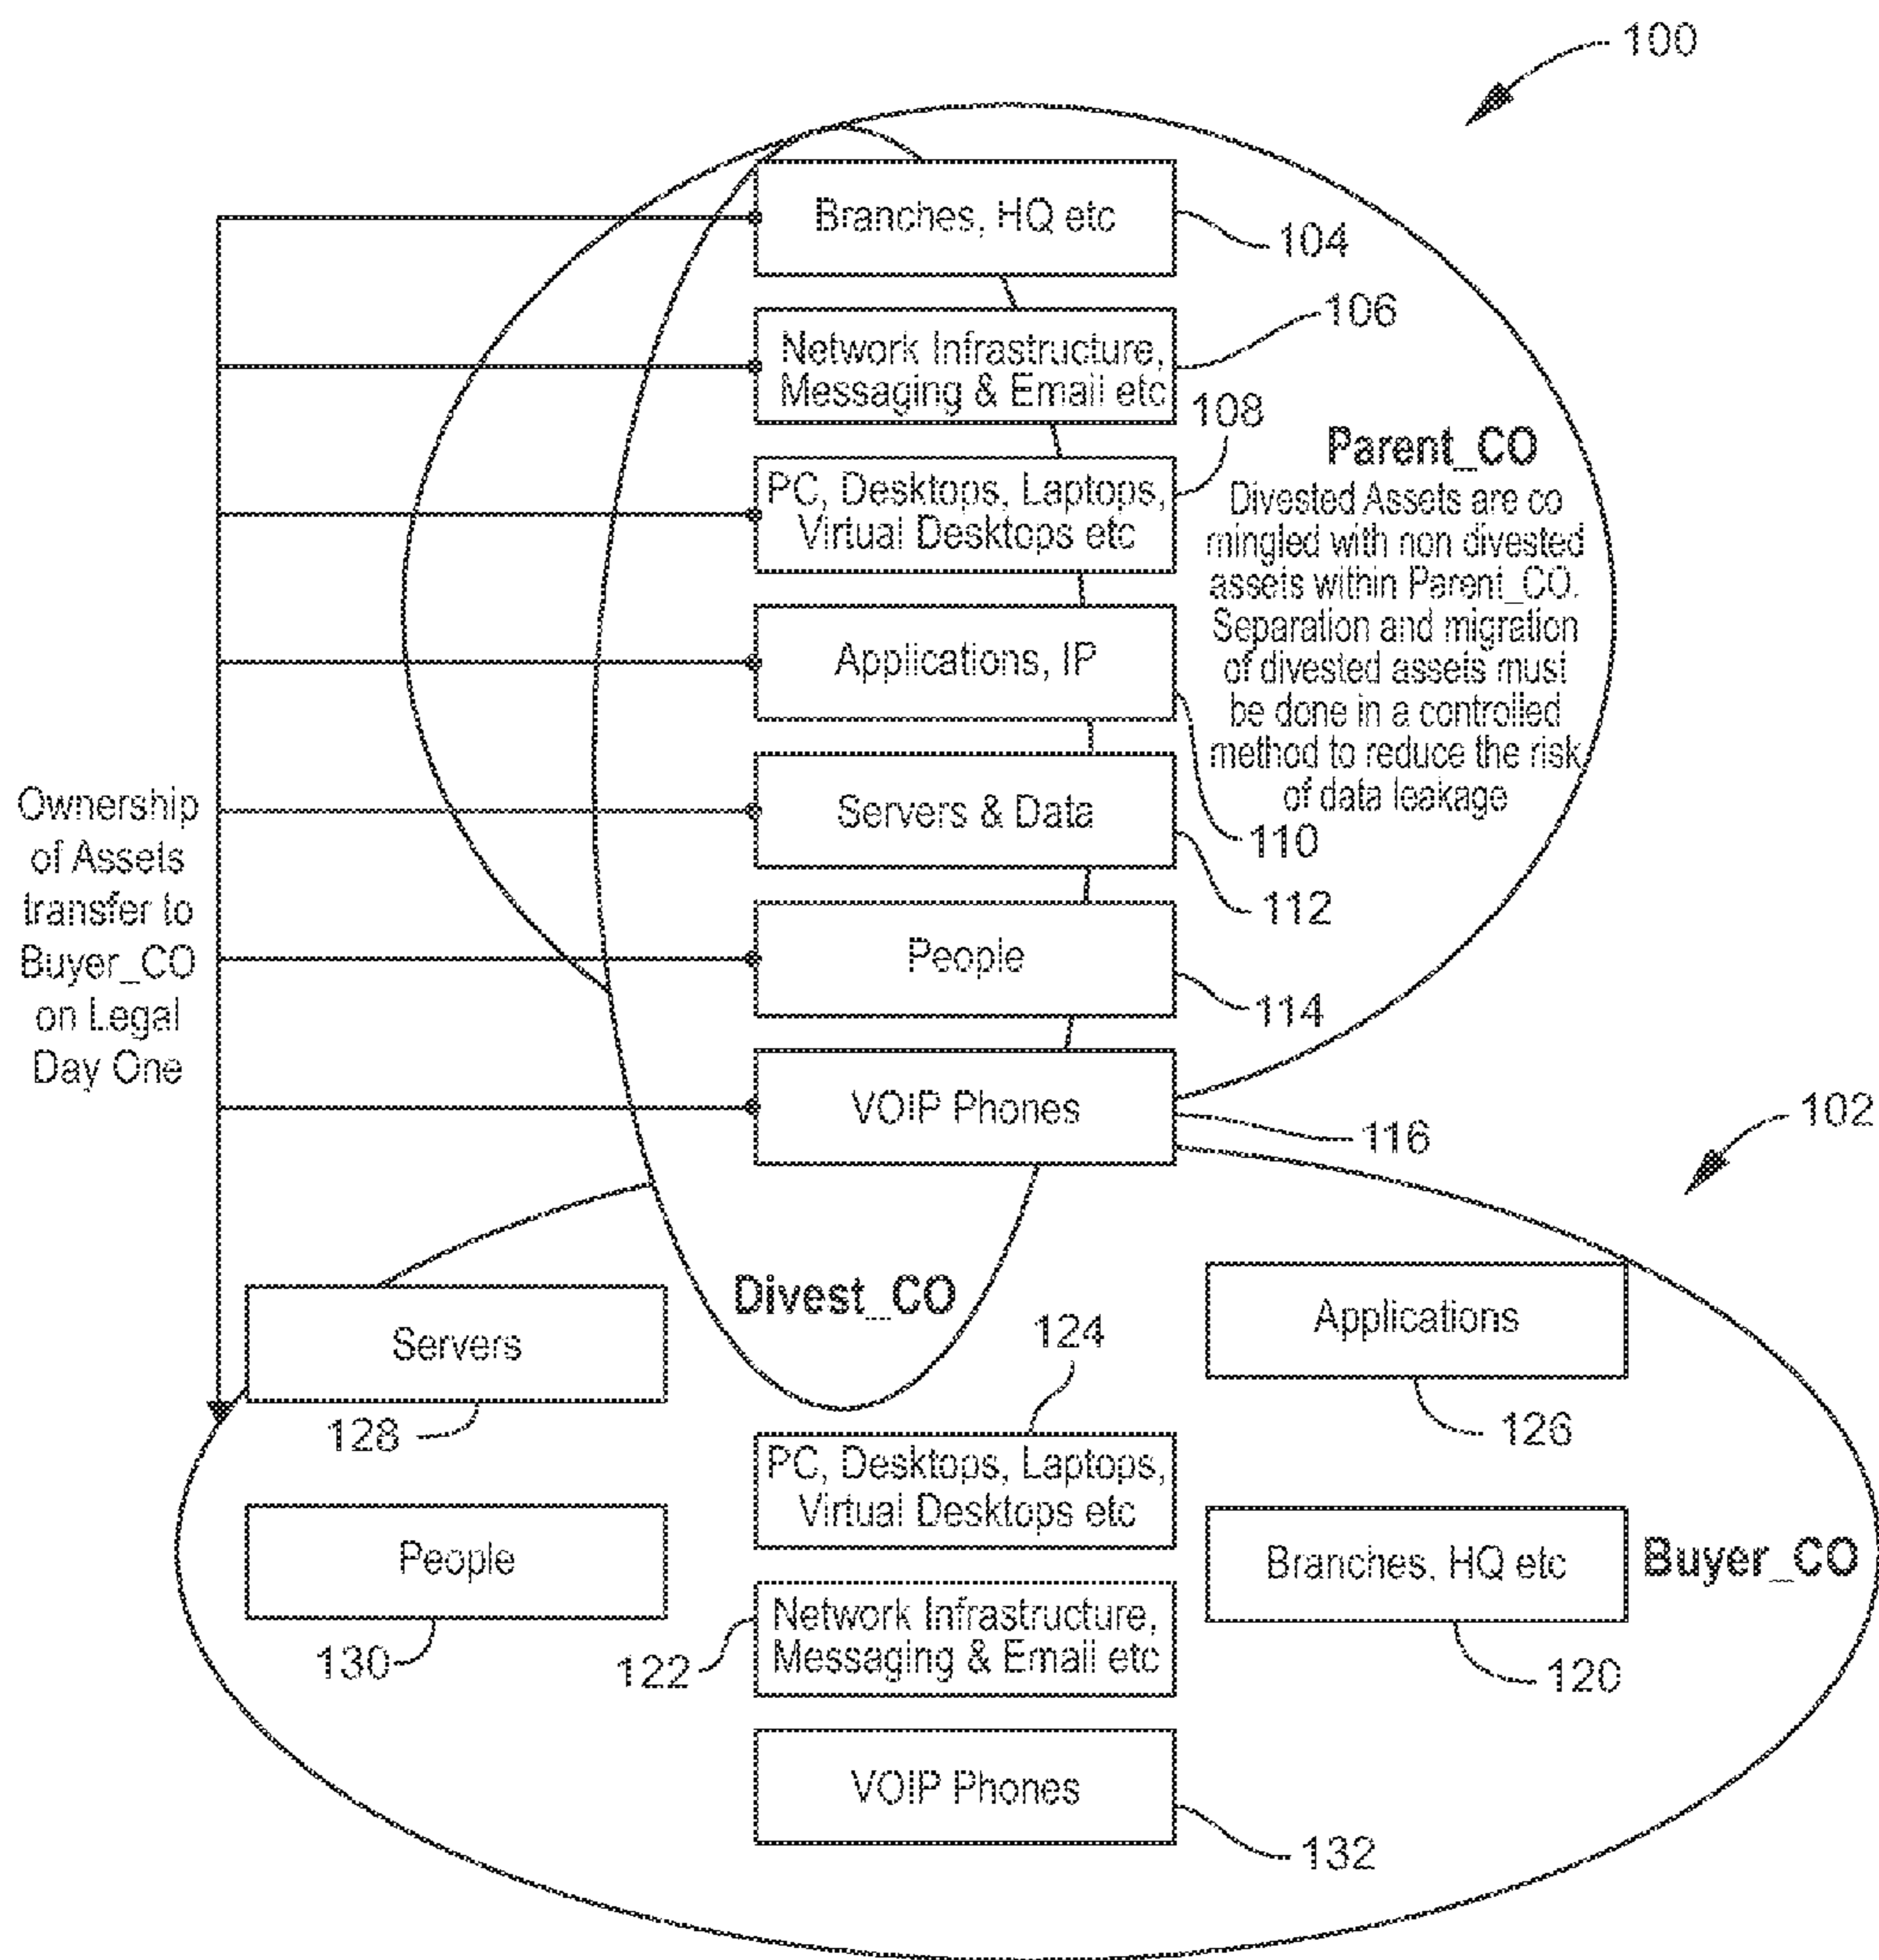 100
Branches, HQ etc
104
Network Infrastructure,
Messaging & Email etc
106
PC, Desktops, Laptops,
Virtual Desktops etc
108
Parent_CO
Divested Assets are co
mingled with non divested
assets within Parent_CO.
Separation and migration
of divested assets must
be done in a controlled
method to reduce the risk
of data leakage
Applications, IP
110
Servers & Data
112
People
114
VOIP Phones
116
Ownership
of Assets
transfer to
Buyer_CO
on Legal
Day One
102
Divest_CO
Servers
128
124
PC, Desktops, Laptops,
Virtual Desktops etc
Applications
126
People
130
Network Infrastructure,
Messaging & Email etc
122
Branches, HQ etc
120
Buyer_CO
VOIP Phones
132